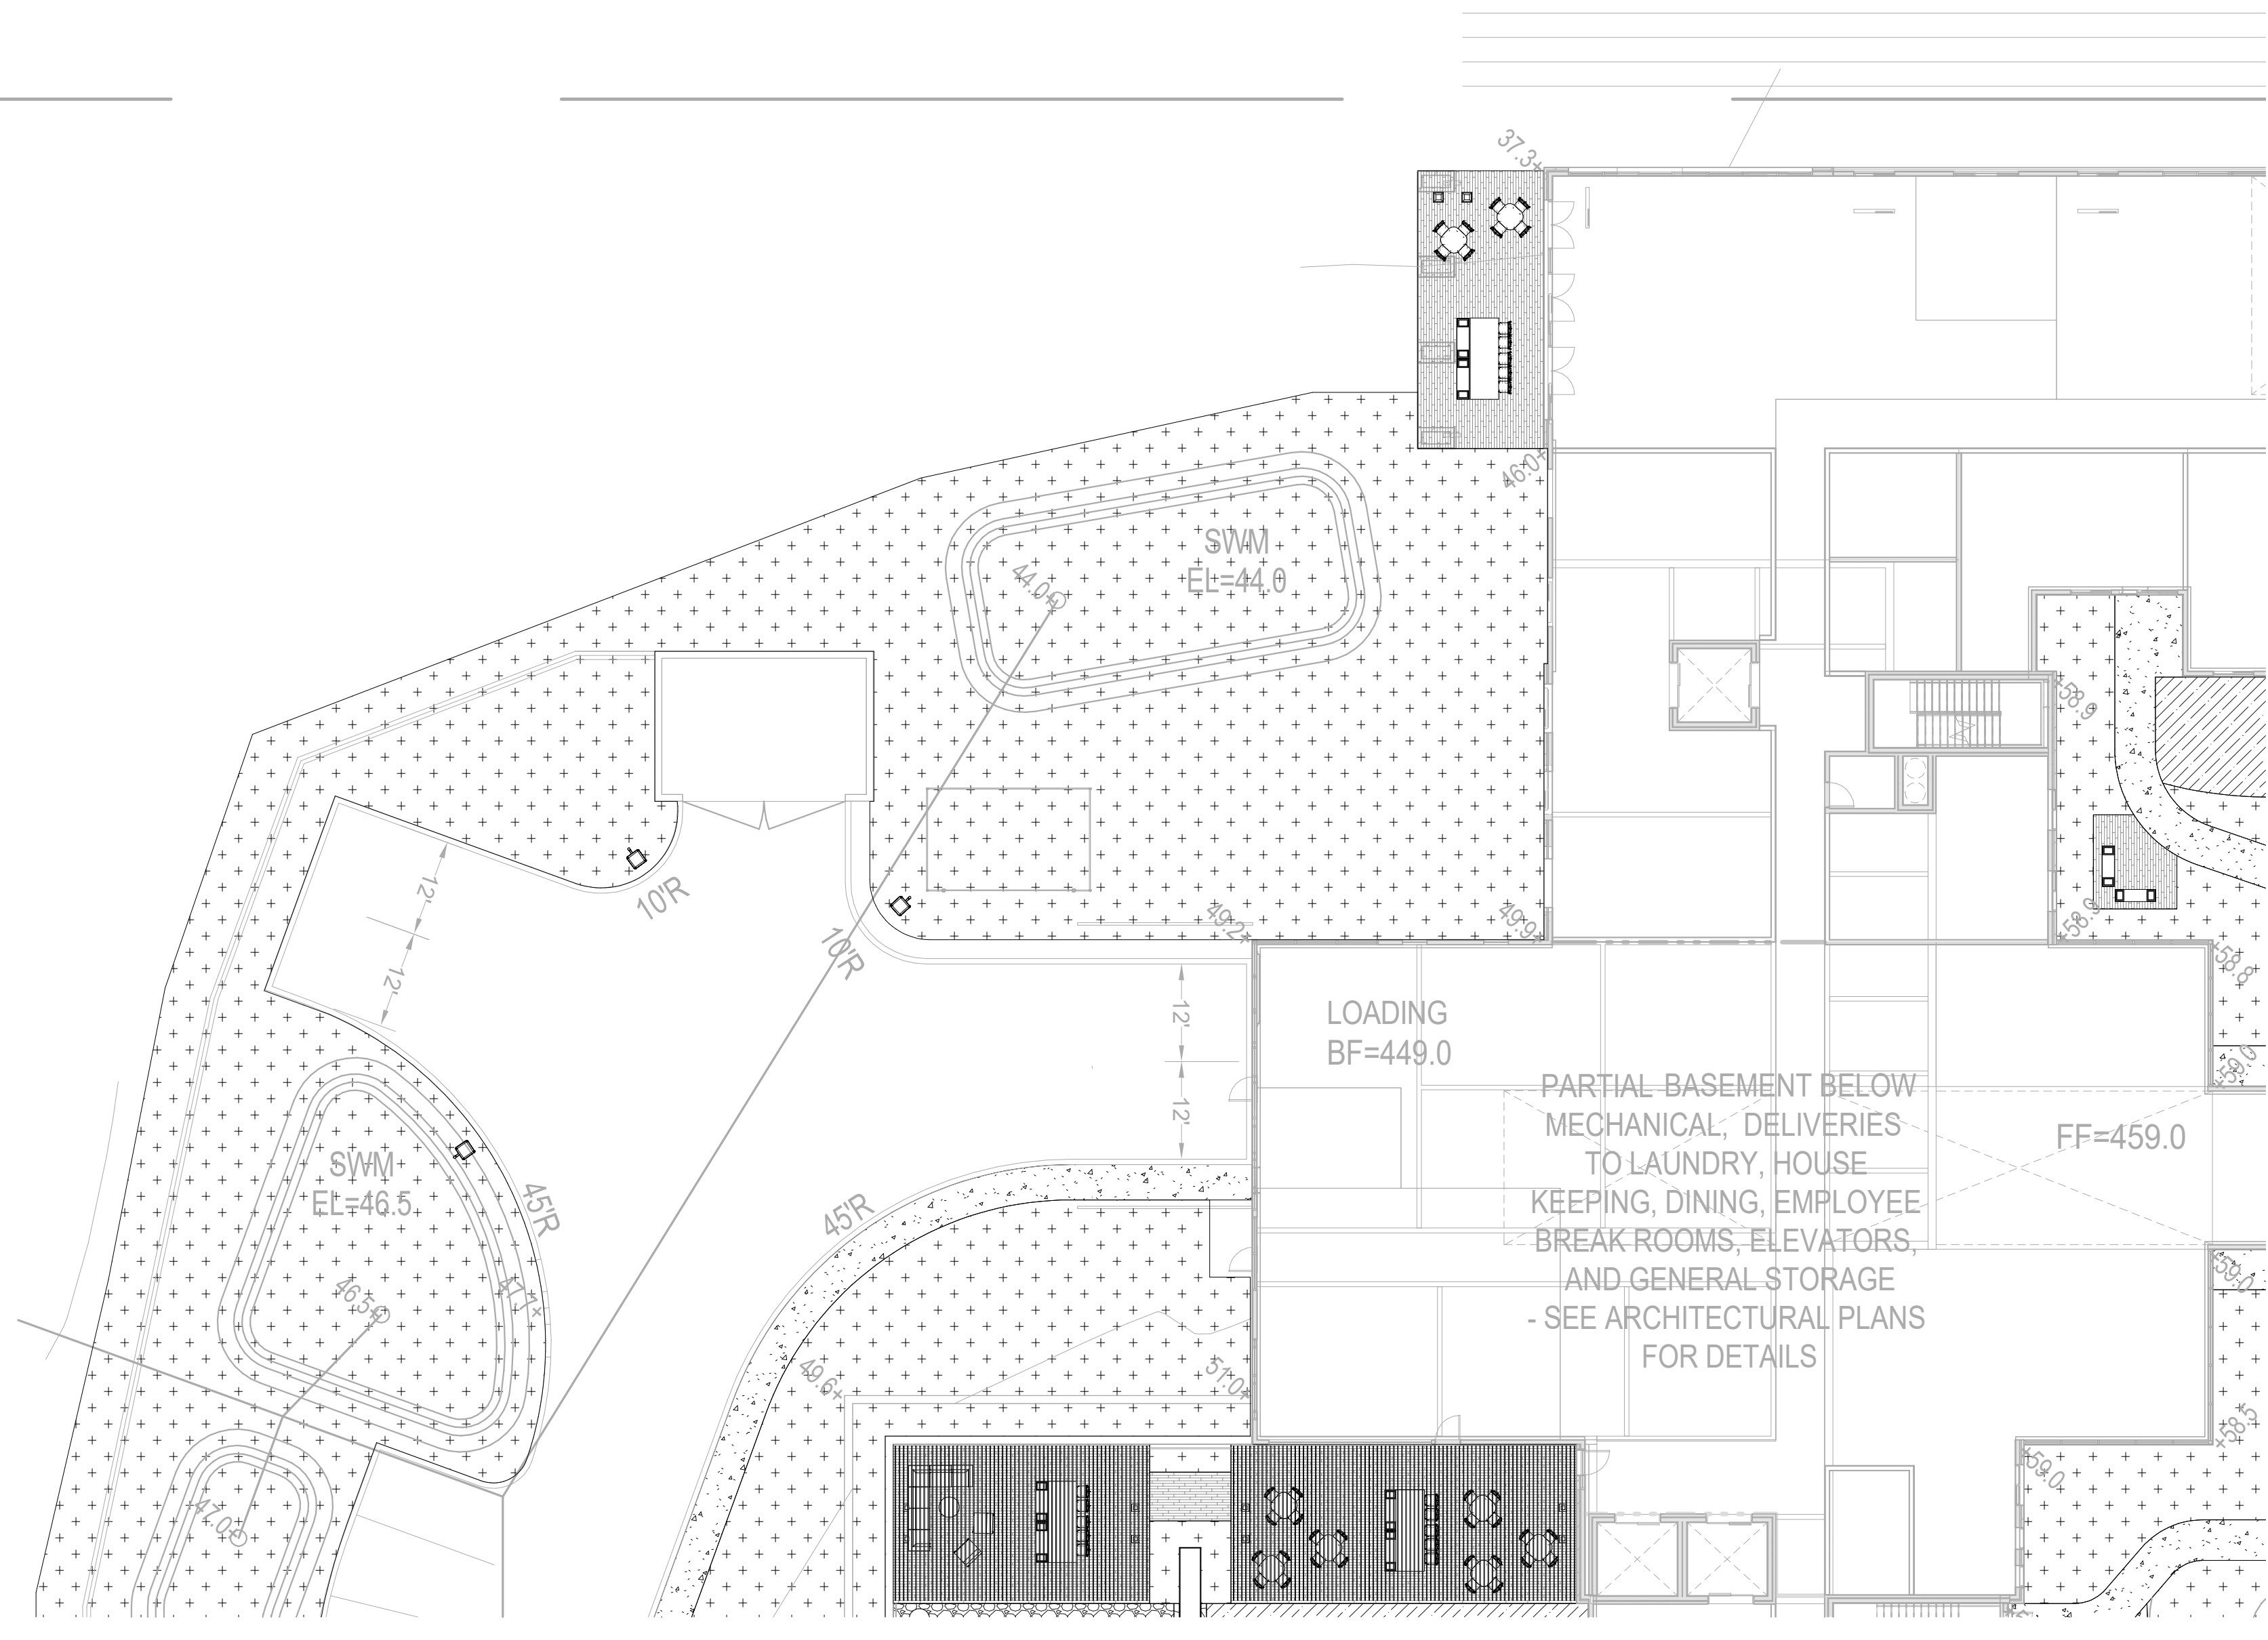 37.3+
46.0+
SWM
EL=44.0
44.0+
+58.9
+58.9
10'R
10'R
12'
12'
49.2+
49.9+
+58.8
LOADING
BF=449.0
12'
12'
+59.0
PARTIAL BASEMENT BELOW
MECHANICAL, DELIVERIES
TO LAUNDRY, HOUSE
KEEPING, DINING, EMPLOYEE
BREAK ROOMS, ELEVATORS,
AND GENERAL STORAGE
- SEE ARCHITECTURAL PLANS
FOR DETAILS
FF=459.0
SWM
EL=46.5
45'R
45'R
46.5+
47.7+
+59.0
49.6+
51.0+
+58.5
+59.0
47.0+